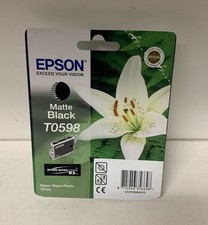 EPSON
EXCEED YOUR VISION
Matte
Black
T0598
Epson Stylus Photo